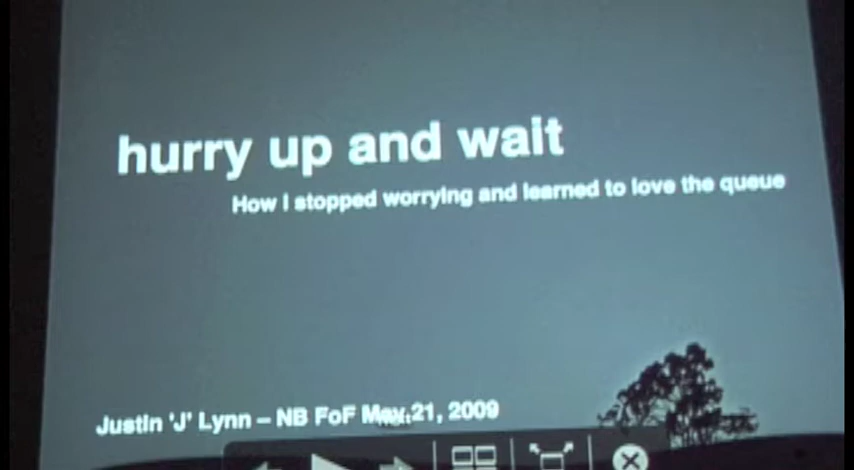 hurry up and wait
How I stopped worrying and learned to love the queue
Justin 'J' Lynn – NB FoF May 21, 2009